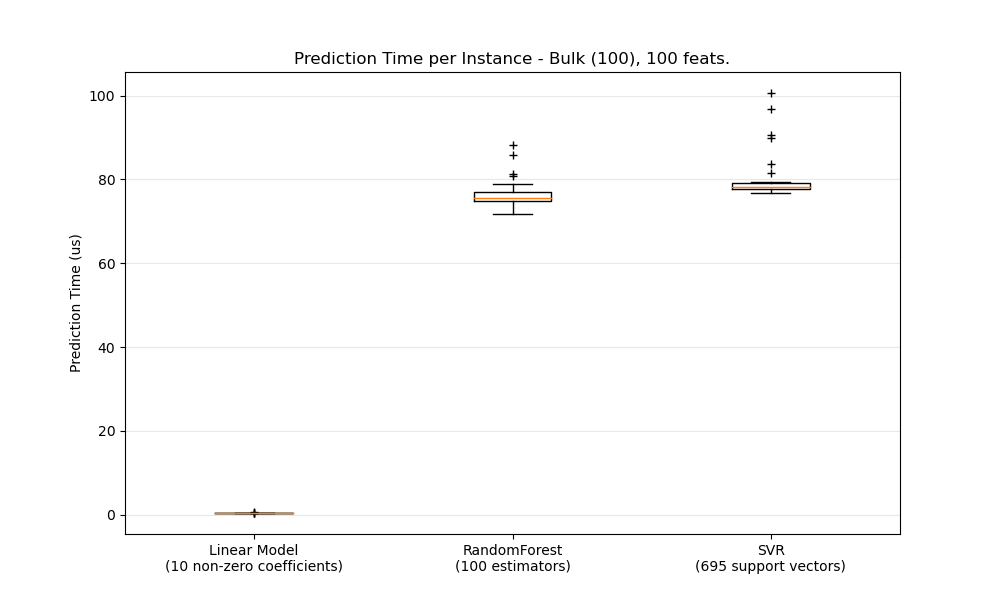 Prediction Time per Instance - Bulk (100), 100 feats.
Prediction Time (us)
100
80
60
40
20
0
Linear Model
(10 non-zero coefficients)
RandomForest
(100 estimators)
SVR
(695 support vectors)